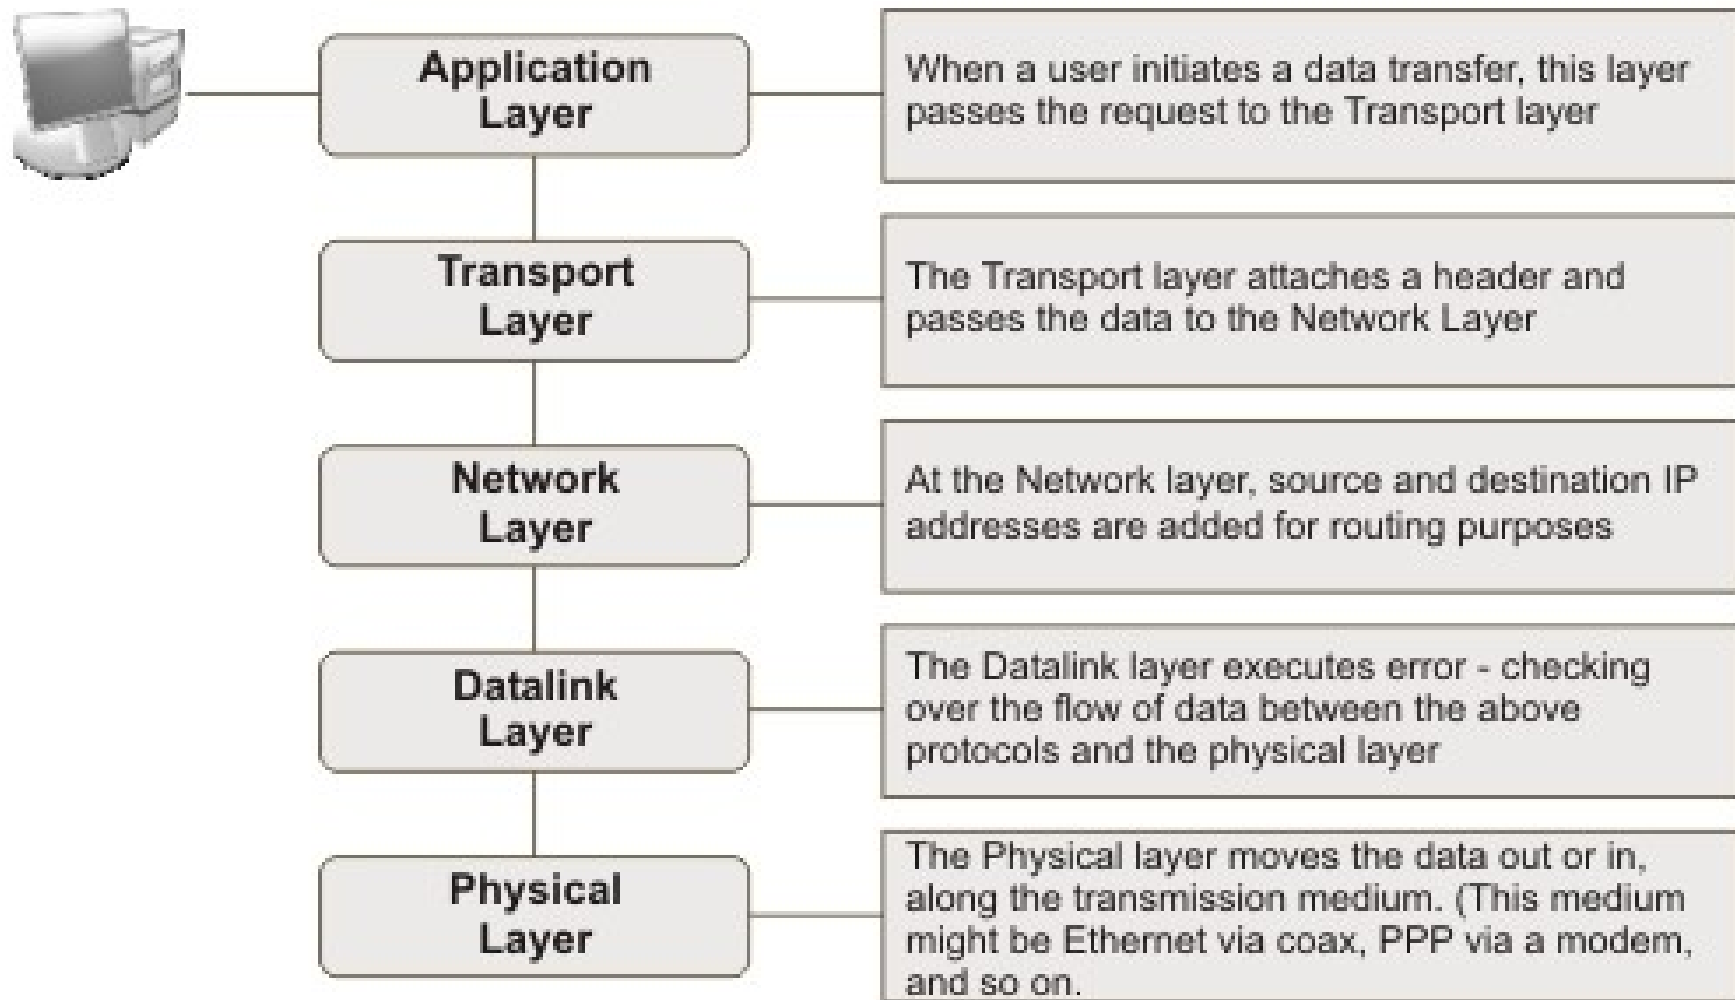 Application
Layer
When a user initiates a data transfer, this layer
passes the request to the Transport layer
Transport
Layer
The Transport layer attaches a header and
passes the data to the Network Layer
Network
Layer
At the Network layer, source and destination IP
addresses are added for routing purposes
Datalink
Layer
The Datalink layer executes error - checking
over the flow of data between the above
protocols and the physical layer
Physical
Layer
The Physical layer moves the data out or in,
along the transmission medium. (This medium
might be Ethernet via coax, PPP via a modem,
and so on.